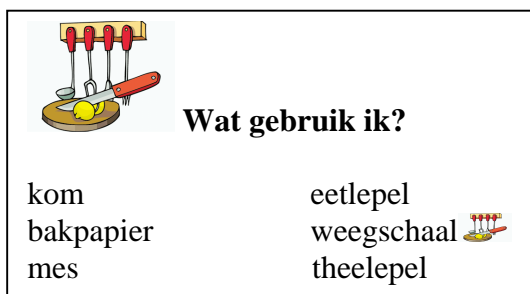 Wat gebruik ik?
kom eetlepel
bakpapier weegschaal
mes theelepel